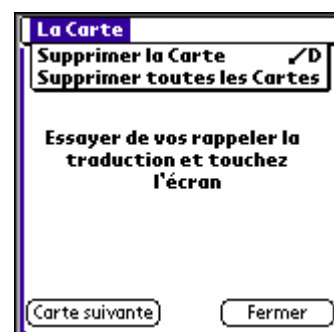 La Carte
Supprimer la Carte /D
Supprimer toutes les Cartes
Essayer de vos rappeler la
traduction et touchez
l'écran
Carte suivante
Fermer